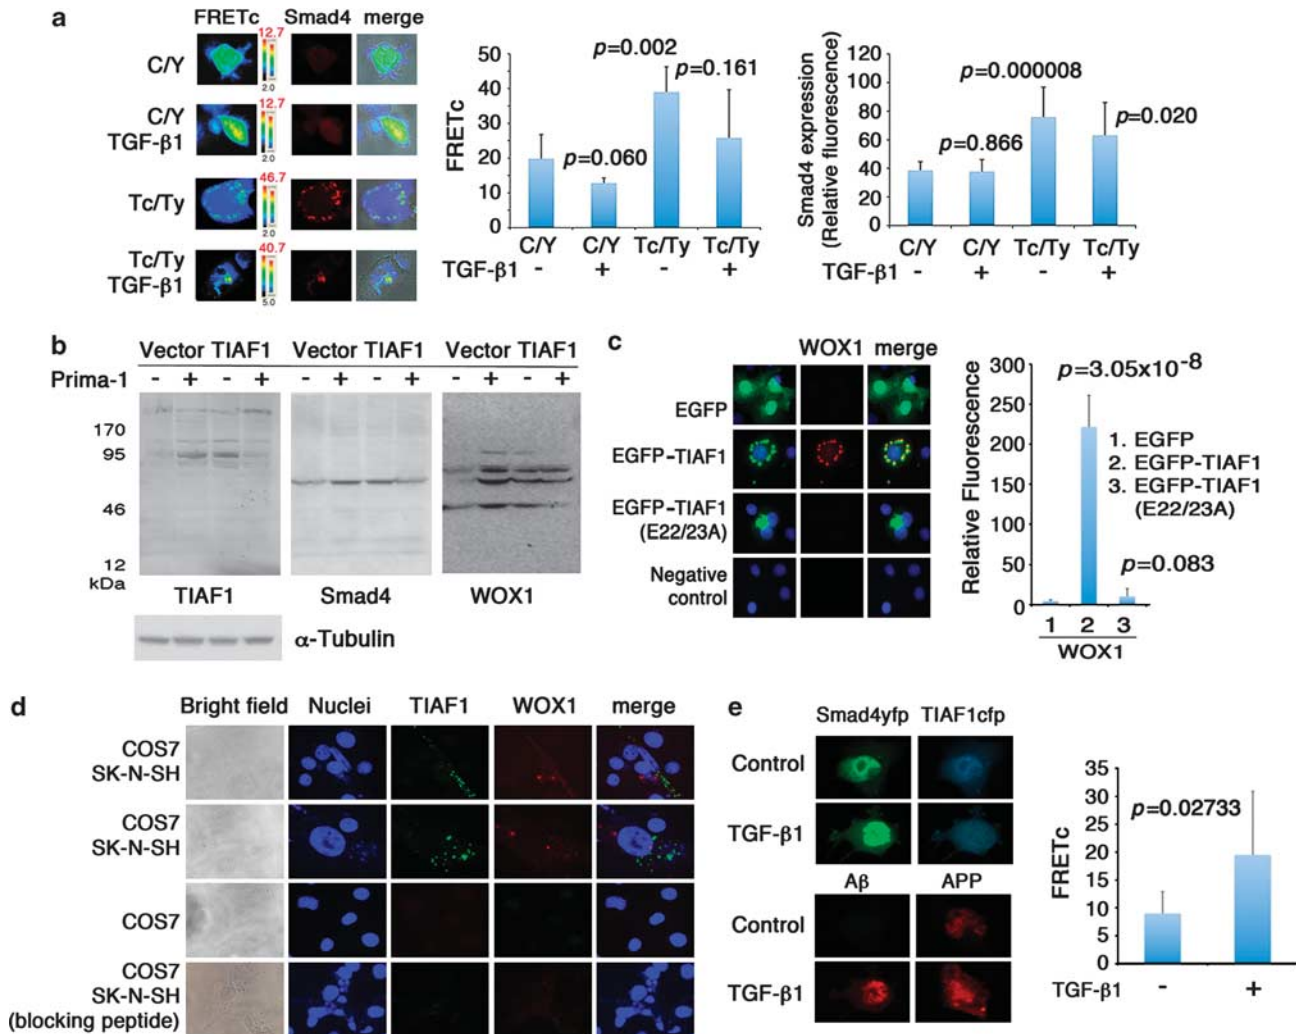 a
FRETc Smad4 merge
C/Y
12.7
2.0
C/Y
TGF-β1
12.7
2.0
Tc/Ty
46.7
2.0
Tc/Ty
TGF-β1
40.7
5.0
FRETc
50
40
30
20
10
0
p=0.002
p=0.161
p=0.060
C/Y C/Y Tc/Ty Tc/Ty
TGF-β1 - + - +
Smad4 expression
(Relative fluorescence)
120
100
80
60
40
20
0
p=0.000008
p=0.866
p=0.020
C/Y C/Y Tc/Ty Tc/Ty
TGF-β1 - + - +
b
Vector TIAF1 Vector TIAF1 Vector TIAF1
Prima-1 - + - + - + - + - + - +
170
95
46
12
kDa
TIAF1 Smad4 WOX1
α-Tubulin
c
WOX1 merge
EGFP
EGFP-TIAF1
EGFP-TIAF1
(E22/23A)
Negative
control
Relative Fluorescence
300
250
200
150
100
50
0
p=3.05x10-8
1. EGFP
2. EGFP-TIAF1
3. EGFP-TIAF1
(E22/23A)
p=0.083
1 2 3
WOX1
d
Bright field Nuclei TIAF1 WOX1 merge
COS7
SK-N-SH
COS7
SK-N-SH
COS7
COS7
SK-N-SH
(blocking peptide)
e
Smad4yfp TIAF1cfp
Control
TGF-β1
Aβ APP
Control
TGF-β1
FRETc
35
30
25
20
15
10
5
0
p=0.02733
TGF-β1 - +